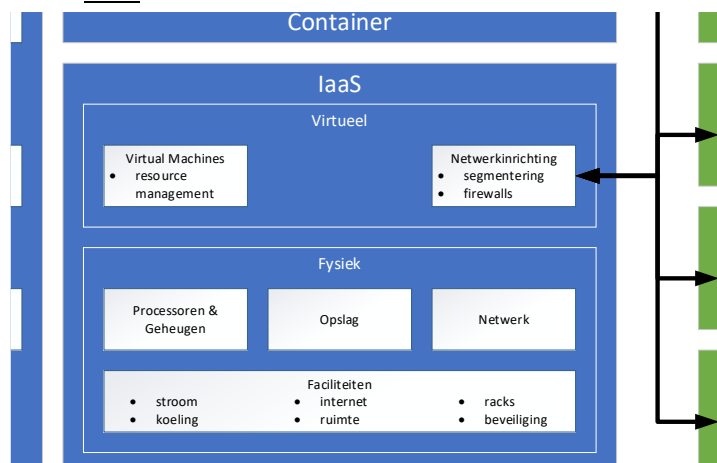 Container
IaaS
Virtueel
Virtual Machines
• resource
management
Netwerkinrichting
• segmentering
• firewalls
Fysiek
Processoren &
Geheugen
Opslag
Netwerk
Faciliteiten
• stroom
• koeling
• internet
• ruimte
• racks
• beveiliging